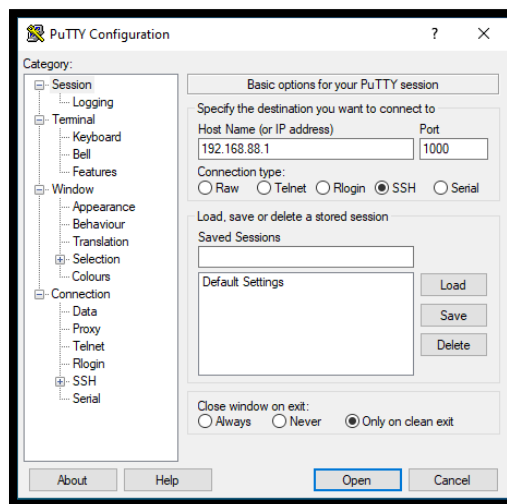 PuTTY Configuration
?
Category:
Session
Logging
Terminal
Keyboard
Bell
Features
Window
Appearance
Behaviour
Translation
Selection
Colours
Connection
Data
Proxy
Telnet
Rlogin
SSH
Serial
Basic options for your PuTTY session
Specify the destination you want to connect to
Host Name (or IP address) Port
192.168.88.1 1000
Connection type:
Raw Telnet Rlogin SSH Serial
Load, save or delete a stored session
Saved Sessions
Default Settings
Load
Save
Delete
Close window on exit:
Always Never Only on clean exit
About Help Open Cancel